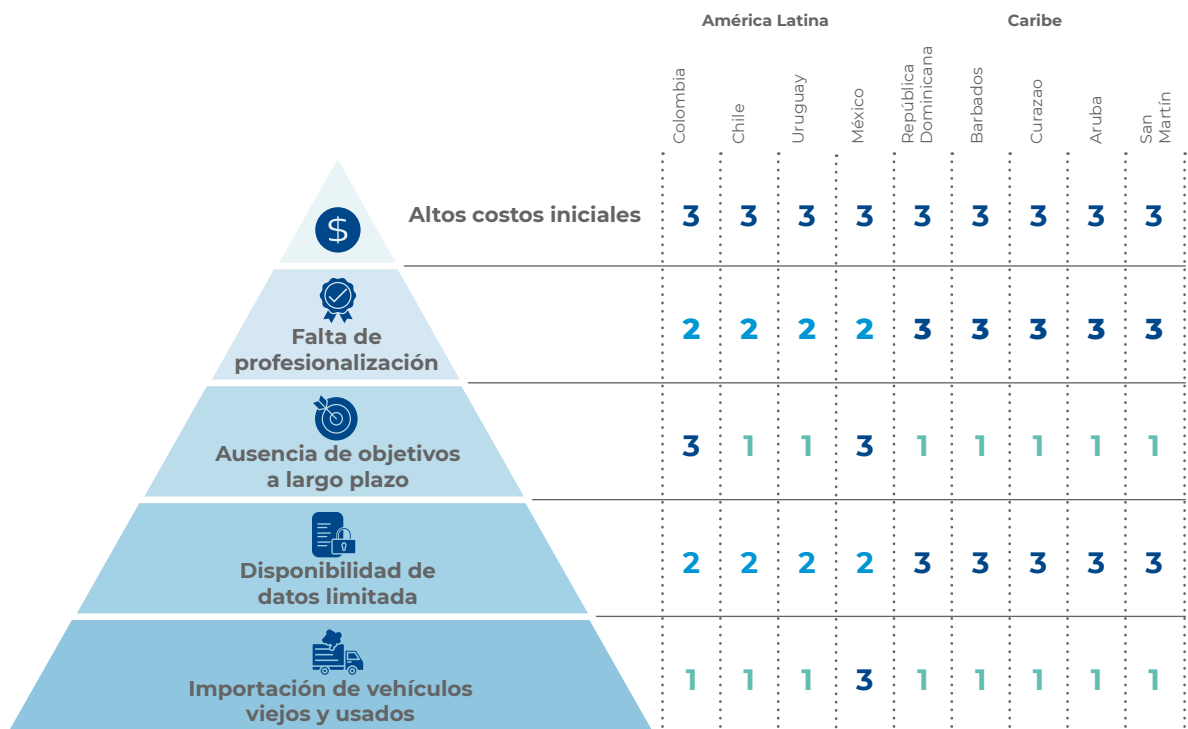 América Latina Caribe
Colombia Chile Uruguay México República Dominicana Barbados Curazao Aruba San Martín
$
Altos costos iniciales 3 3 3 3 3 3 3 3 3
Falta de
profesionalización
2 2 2 2 3 3 3 3 3
Ausencia de objetivos
a largo plazo
3 1 1 3 1 1 1 1 1
Disponibilidad de
datos limitada
2 2 2 2 3 3 3 3 3
Importación de vehículos
viejos y usados
1 1 1 3 1 1 1 1 1